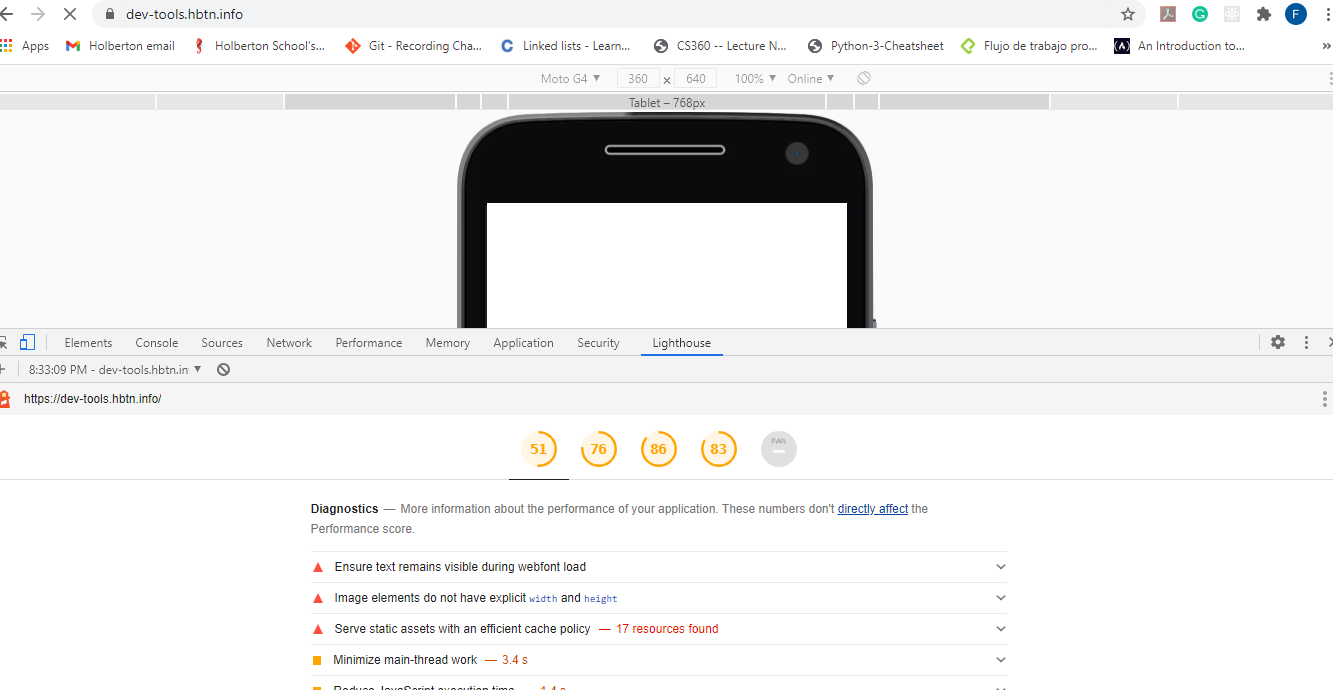 dev-tools.hbtn.info
F
Apps Holberton email Holberton School's... Git - Recording Cha... Linked lists - Learn... CS360 -- Lecture N... Python-3-Cheatsheet Flujo de trabajo pro... An Introduction to... »
Moto G4 ▼ 360 × 640 100% ▼ Online ▼
Tablet – 768px
Elements Console Sources Network Performance Memory Application Security Lighthouse
8:33:09 PM - dev-tools.hbtn.in ▼
https://dev-tools.hbtn.info/
51 76 86 83 PWA
Diagnostics — More information about the performance of your application. These numbers don't directly affect the
Performance score.
Ensure text remains visible during webfont load
Image elements do not have explicit width and height
Serve static assets with an efficient cache policy — 17 resources found
Minimize main-thread work — 3.4 s
Reduce JavaScript execution time — 1.4 s